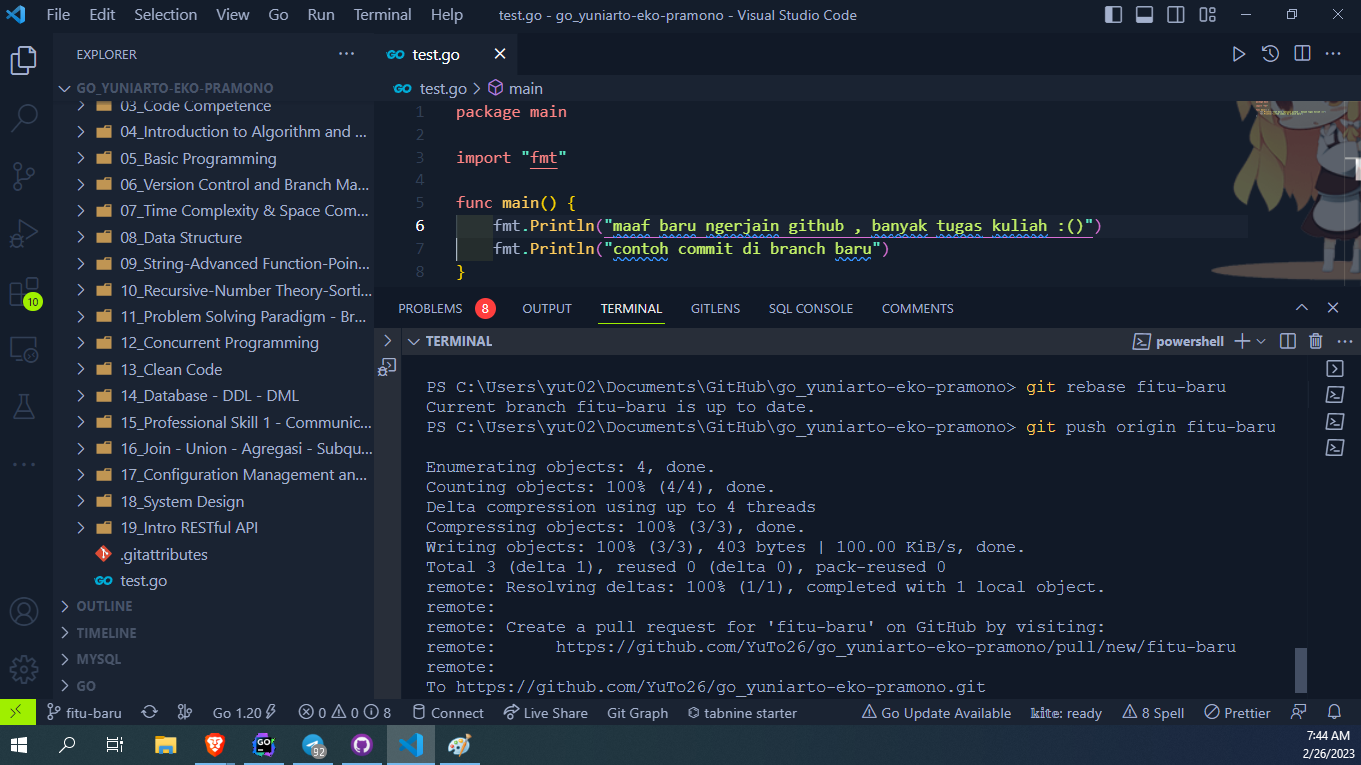 File Edit Selection View Go Run Terminal Help
test.go - go_yuniarto-eko-pramono - Visual Studio Code
EXPLORER
GO_YUNIARTO-EKO-PRAMONO
03_Code Competence
04_Introduction to Algorithm and ...
05_Basic Programming
06_Version Control and Branch Ma...
07_Time Complexity & Space Com...
08_Data Structure
09_String-Advanced Function-Poin...
10_Recursive-Number Theory-Sorti...
11_Problem Solving Paradigm - Br...
12_Concurrent Programming
13_Clean Code
14_Database - DDL - DML
15_Professional Skill 1 - Communic...
16_Join - Union - Agregasi - Subqu...
17_Configuration Management an...
18_System Design
19_Intro RESTful API
.gitattributes
GO test.go
OUTLINE
TIMELINE
MYSQL
GO
10
GO test.go
GO test.go > main
1 package main
2
3 import "fmt"
4
5 func main() {
6 fmt.Println("maaf baru ngerjain github , banyak tugas kuliah :()")
7 fmt.Println("contoh commit di branch baru")
8 }
PROBLEMS 8 OUTPUT TERMINAL GITLENS SQL CONSOLE COMMENTS
TERMINAL
powershell
PS C:\Users\yut02\Documents\GitHub\go_yuniarto-eko-pramono> git rebase fitu-baru
Current branch fitu-baru is up to date.
PS C:\Users\yut02\Documents\GitHub\go_yuniarto-eko-pramono> git push origin fitu-baru
Enumerating objects: 4, done.
Counting objects: 100% (4/4), done.
Delta compression using up to 4 threads
Compressing objects: 100% (3/3), done.
Writing objects: 100% (3/3), 403 bytes | 100.00 KiB/s, done.
Total 3 (delta 1), reused 0 (delta 0), pack-reused 0
remote: Resolving deltas: 100% (1/1), completed with 1 local object.
remote:
remote: Create a pull request for 'fitu-baru' on GitHub by visiting:
remote: https://github.com/YuTo26/go_yuniarto-eko-pramono/pull/new/fitu-baru
remote:
To https://github.com/YuTo26/go_yuniarto-eko-pramono.git
fitu-baru Go 1.20 0 0 8 Connect Live Share Git Graph tabnine starter Go Update Available kite: ready 8 Spell Prettier
GO
92
7:44 AM
2/26/2023